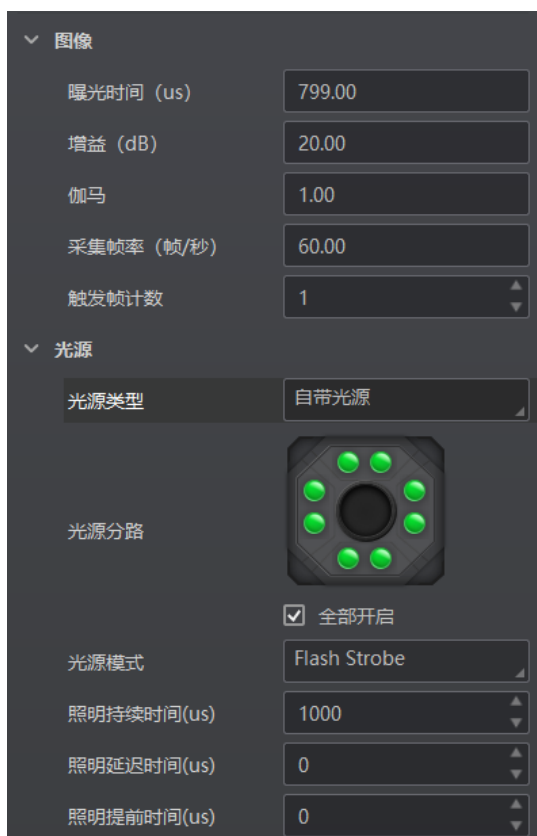 图像
曝光时间（us） 799.00
增益（dB） 20.00
伽马 1.00
采集帧率（帧/秒） 60.00
触发帧计数 1
光源
光源类型 自带光源
光源分路
全部开启
光源模式 Flash Strobe
照明持续时间(us) 1000
照明延迟时间(us) 0
照明提前时间(us) 0